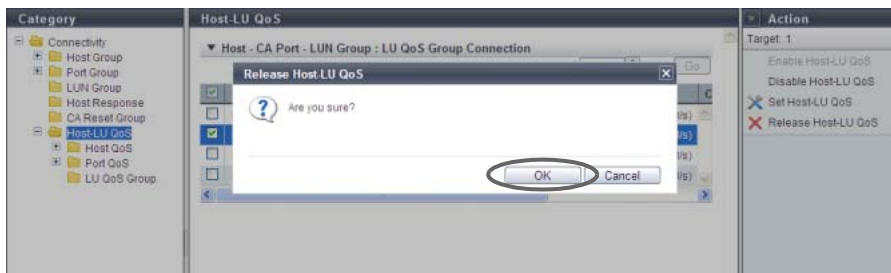 Category
Connectivity
Host Group
Port Group
LUN Group
Host Response
CA Reset Group
Host-LU QoS
Host QoS
Port QoS
LU QoS Group
Host-LU QoS
▼ Host - CA Port - LUN Group : LU QoS Group Connection
Go
Release Host-LU QoS
Are you sure?
OK
Cancel
Action
Target: 1
Enable Host-LU QoS
Disable Host-LU QoS
Set Host-LU QoS
Release Host-LU QoS